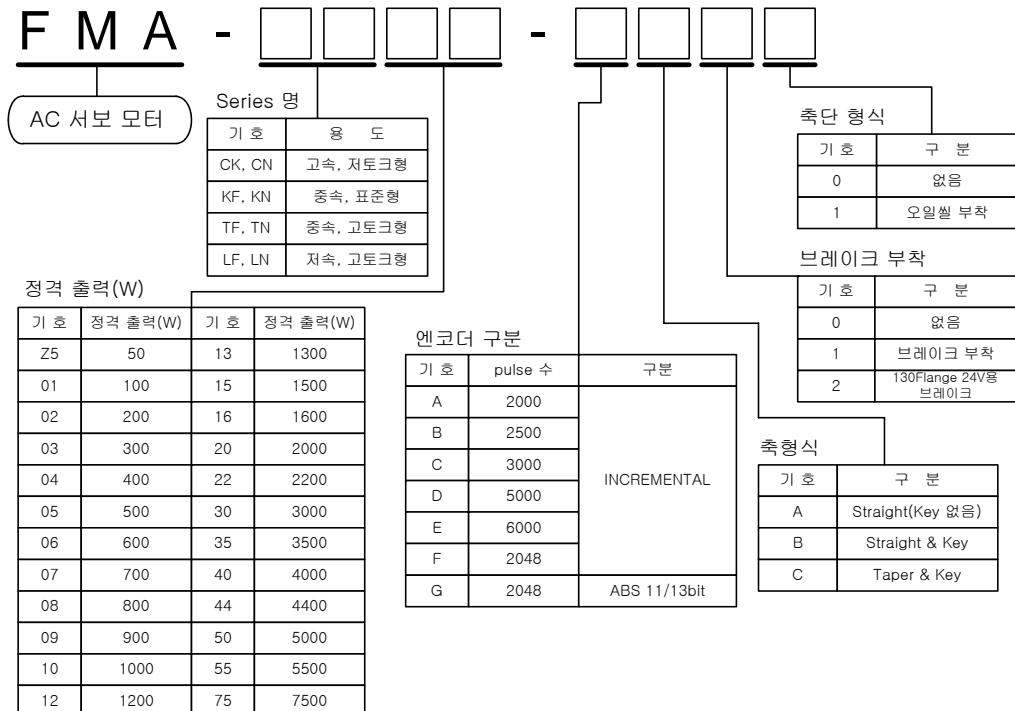 F M A - □□□□ - □□□□
AC 서보 모터
Series 명
기 호 용 도
CK, CN 고속, 저토크형
KF, KN 중속, 표준형
TF, TN 중속, 고토크형
LF, LN 저속, 고토크형
정격 출력(W)
기 호 정격 출력(W) 기 호 정격 출력(W)
Z5 50 13 1300
01 100 15 1500
02 200 16 1600
03 300 20 2000
04 400 22 2200
05 500 30 3000
06 600 35 3500
07 700 40 4000
08 800 44 4400
09 900 50 5000
10 1000 55 5500
12 1200 75 7500
엔코더 구분
기 호 pulse 수 구분
A 2000
B 2500
C 3000
D 5000
E 6000
F 2048
INCREMENTAL
G 2048 ABS 11/13bit
축단 형식
기 호 구 분
0 없음
1 오일씰 부착
브레이크 부착
기 호 구 분
0 없음
1 브레이크 부착
2 130Flange 24V용
브레이크
축형식
기 호 구 분
A Straight(Key 없음)
B Straight & Key
C Taper & Key